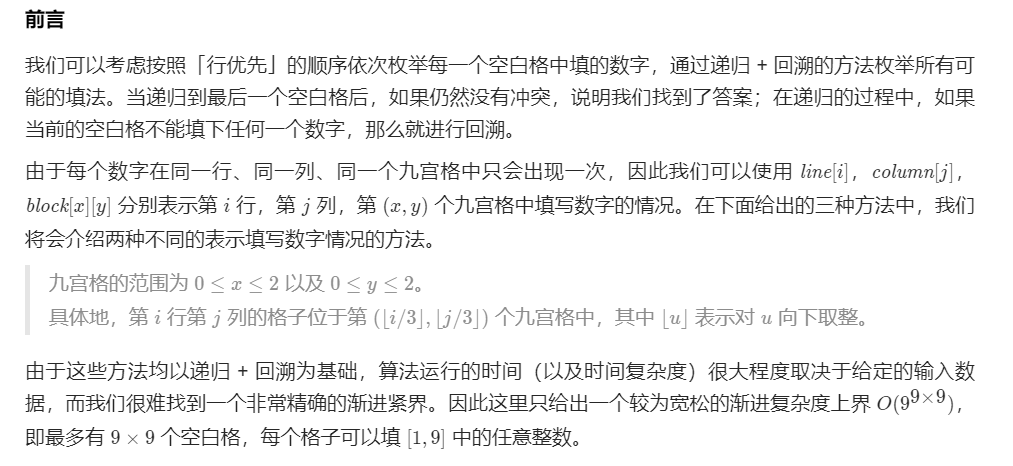 前言
我们可以考虑按照「行优先」的顺序依次枚举每一个空白格中填的数字，通过递归 + 回溯的方法枚举所有可
能的填法。当递归到最后一个空白格后，如果仍然没有冲突，说明我们找到了答案；在递归的过程中，如果
当前的空白格不能填下任何一个数字，那么就进行回溯。
由于每个数字在同一行、同一列、同一个九宫格中只会出现一次，因此我们可以使用 line[i]，column[j]，
block[x][y] 分别表示第 i 行，第 j 列，第 (x, y) 个九宫格中填写数字的情况。在下面给出的三种方法中，我们
将会介绍两种不同的表示填写数字情况的方法。
九宫格的范围为 0 ≤ x ≤ 2 以及 0 ≤ y ≤ 2。
具体地，第 i 行第 j 列的格子位于第 (⌊i/3⌋, ⌊j/3⌋) 个九宫格中，其中 ⌊u⌋ 表示对 u 向下取整。
由于这些方法均以递归 + 回溯为基础，算法运行的时间（以及时间复杂度）很大程度取决于给定的输入数
据，而我们很难找到一个非常精确的渐进紧界。因此这里只给出一个较为宽松的渐进复杂度上界 O(9^{9×9})，
即最多有 9 × 9 个空白格，每个格子可以填 [1, 9] 中的任意整数。